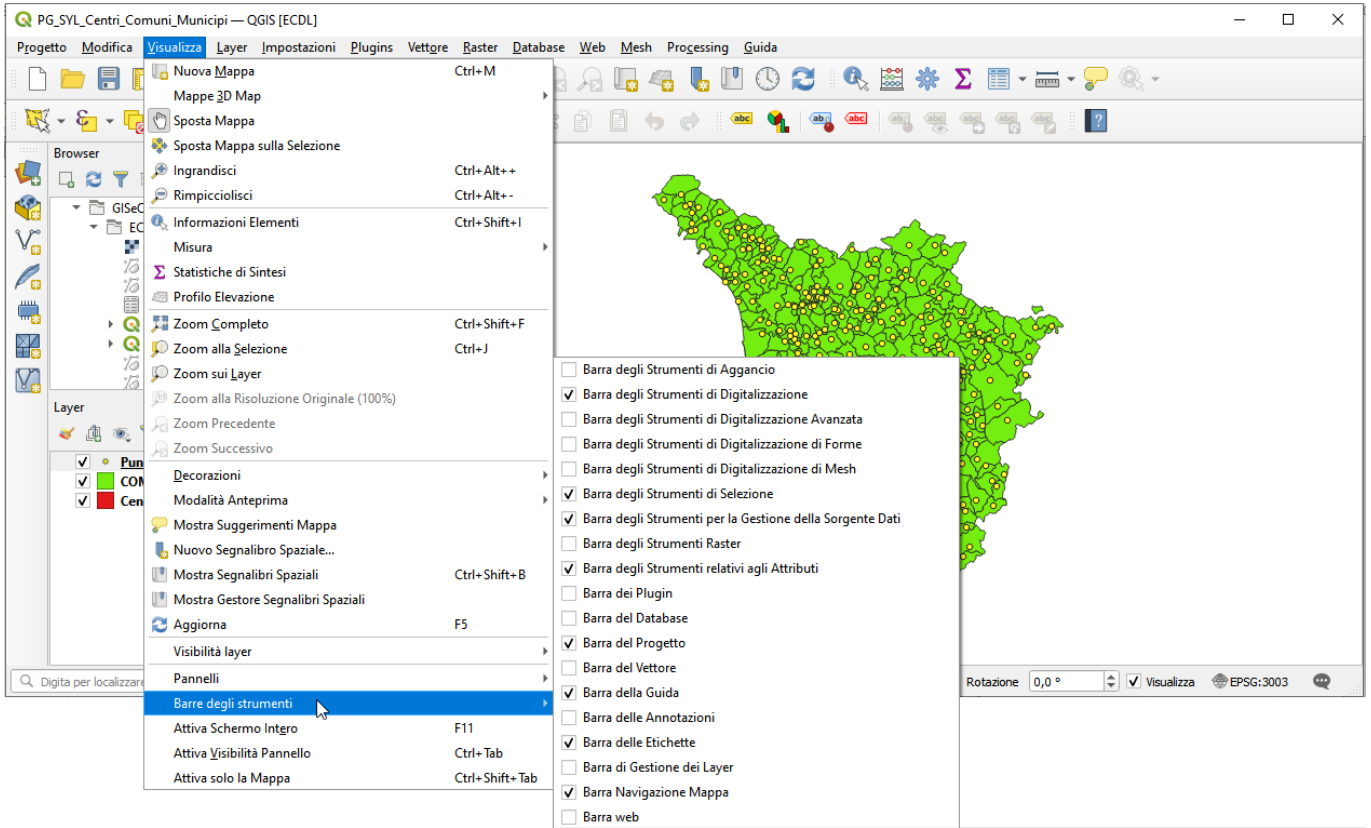 PG_SYL_Centri_Comuni_Municipi — QGIS [ECDL]
Progetto Modifica Visualizza Layer Impostazioni Plugins Vettore Raster Database Web Mesh Processing Guida
Nuova Mappa Ctrl+M
Mappe 3D Map
Sposta Mappa
Sposta Mappa sulla Selezione
Ingrandisci Ctrl+Alt++
Rimpicciolisci Ctrl+Alt+-
Informazioni Elementi Ctrl+Shift+I
Misura
Statistiche di Sintesi
Profilo Elevazione
Zoom Completo Ctrl+Shift+F
Zoom alla Selezione Ctrl+J
Zoom sui Layer
Zoom alla Risoluzione Originale (100%)
Zoom Precedente
Zoom Successivo
Decorazioni
Modalità Anteprima
Mostra Suggerimenti Mappa
Nuovo Segnalibro Spaziale...
Mostra Segnalibri Spaziali Ctrl+Shift+B
Mostra Gestore Segnalibri Spaziali
Aggiorna F5
Visibilità layer
Pannelli
Barre degli strumenti
Attiva Schermo Intero F11
Attiva Visibilità Pannello Ctrl+Tab
Attiva solo la Mappa Ctrl+Shift+Tab
Barra degli Strumenti di Aggancio
Barra degli Strumenti di Digitalizzazione
Barra degli Strumenti di Digitalizzazione Avanzata
Barra degli Strumenti di Digitalizzazione di Forme
Barra degli Strumenti di Digitalizzazione di Mesh
Barra degli Strumenti di Selezione
Barra degli Strumenti per la Gestione della Sorgente Dati
Barra degli Strumenti Raster
Barra degli Strumenti relativi agli Attributi
Barra dei Plugin
Barra del Database
Barra del Progetto
Barra del Vettore
Barra della Guida
Barra delle Annotazioni
Barra delle Etichette
Barra di Gestione dei Layer
Barra Navigazione Mappa
Barra web
Browser
GISeC
EC
Layer
Pun
CON
Cen
Digita per localizzare
Rotazione 0,0 ° Visualizza EPSG:3003
abc
abc